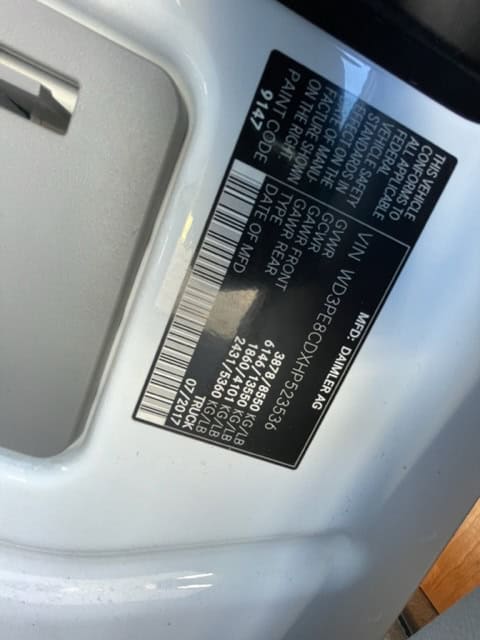 MFD: DAIMLER AG
VIN WD3PE8CDXHP523536
GVWR 3878/8550 KG/LB
GCWR 6146/13550 KG/LB
GAWR FRONT 1860/4101 KG/LB
GAWR REAR 2431/5360 KG/LB
TYPE TRUCK
DATE OF MFD 07/2017
THIS VEHICLE
CONFORMS TO
ALL APPLICABLE
FEDERAL
VEHICLE SAFETY
STANDARDS IN
EFFECT ON THE
DATE OF MANU
FACTURE SHOWN
ON THE RIGHT.
PAINT CODE
9147